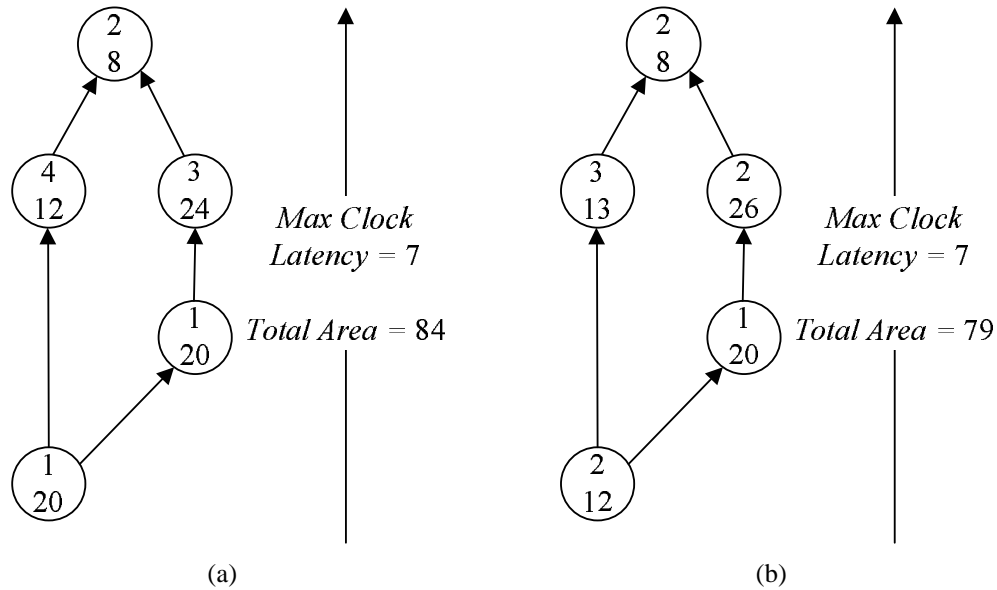 2
8
4
12
3
24
Max Clock
Latency = 7
1
20
Total Area = 84
1
20
(a)
2
8
3
13
2
26
Max Clock
Latency = 7
1
20
Total Area = 79
2
12
(b)